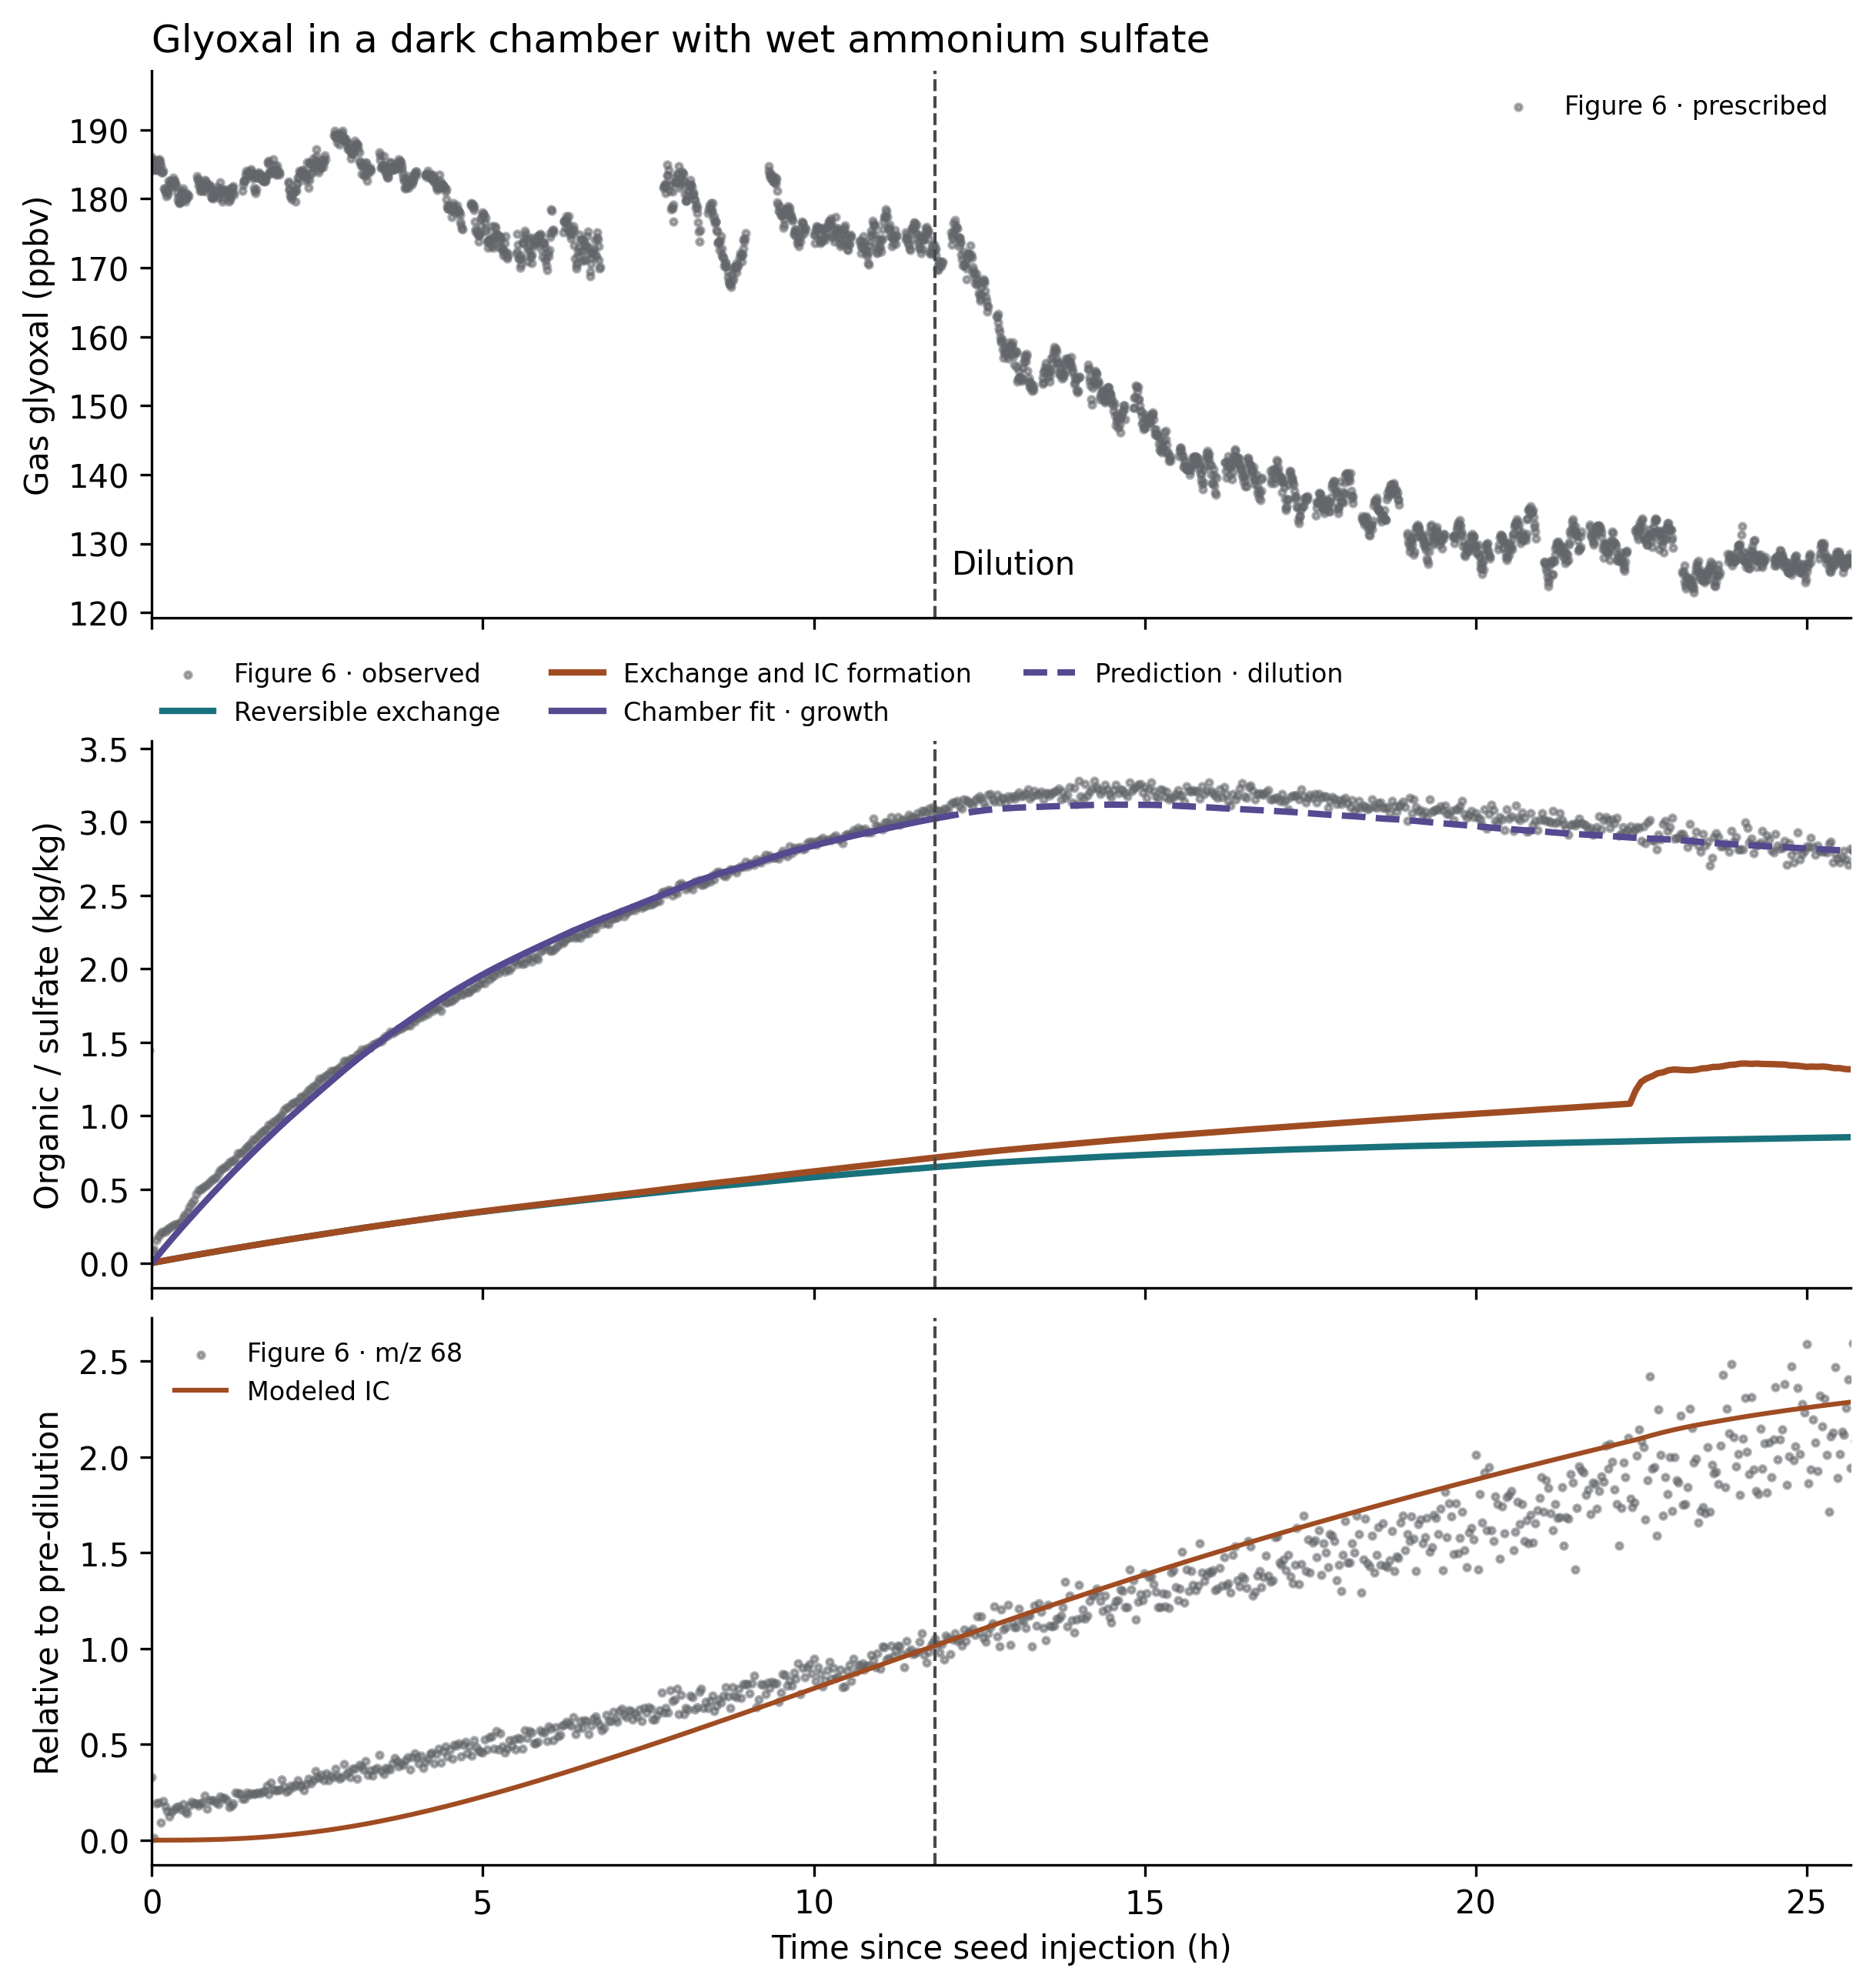 Glyoxal in a dark chamber with wet ammonium sulfate
Gas glyoxal (ppbv)
190
180
170
160
150
140
130
120
Figure 6 · prescribed
Dilution
Figure 6 · observed
Reversible exchange
Exchange and IC formation
Chamber fit · growth
Prediction · dilution
Organic / sulfate (kg/kg)
3.5
3.0
2.5
2.0
1.5
1.0
0.5
0.0
Relative to pre-dilution
2.5
2.0
1.5
1.0
0.5
0.0
Figure 6 · m/z 68
Modeled IC
0 5 10 15 20 25
Time since seed injection (h)